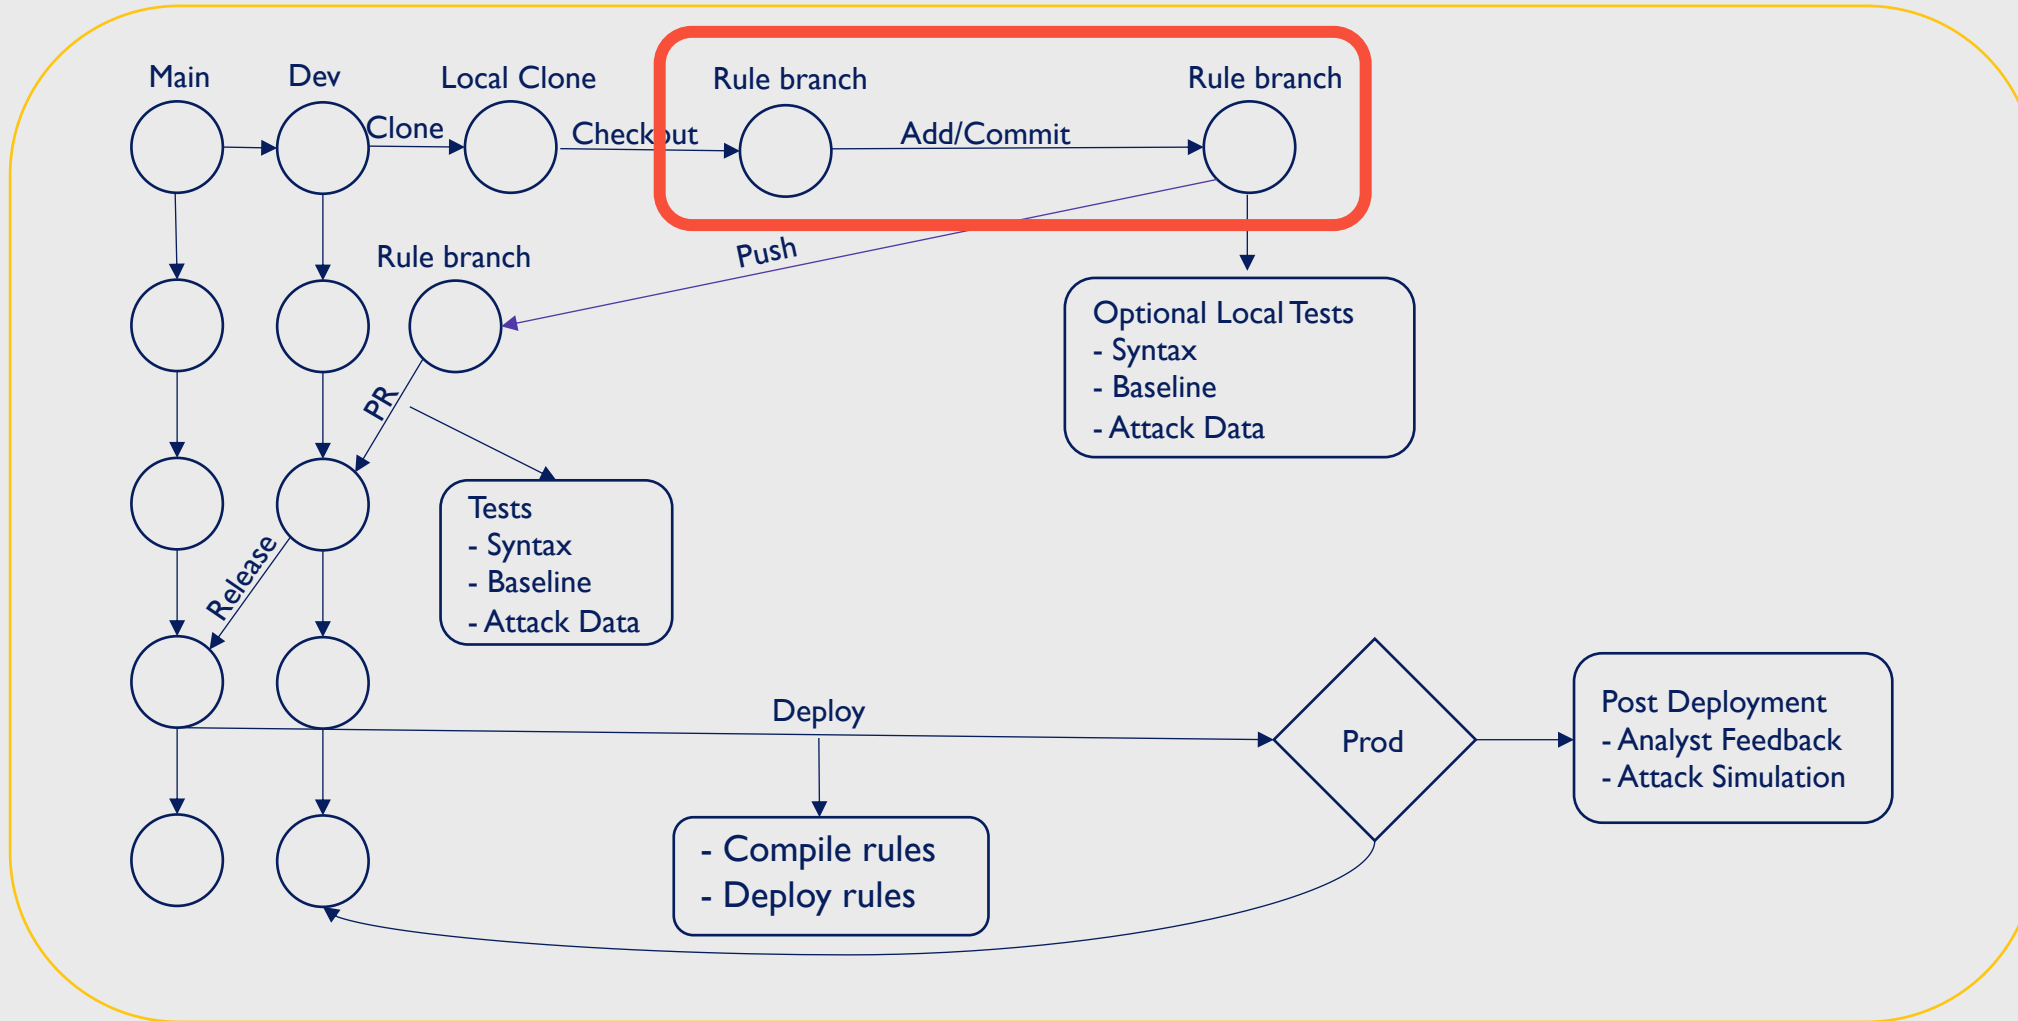 Main
Dev
Local Clone
Rule branch
Rule branch
Clone
Checkout
Add/Commit
Rule branch
Push
Optional Local Tests
- Syntax
- Baseline
- Attack Data
PR
Tests
- Syntax
- Baseline
- Attack Data
Release
Deploy
Prod
Post Deployment
- Analyst Feedback
- Attack Simulation
- Compile rules
- Deploy rules